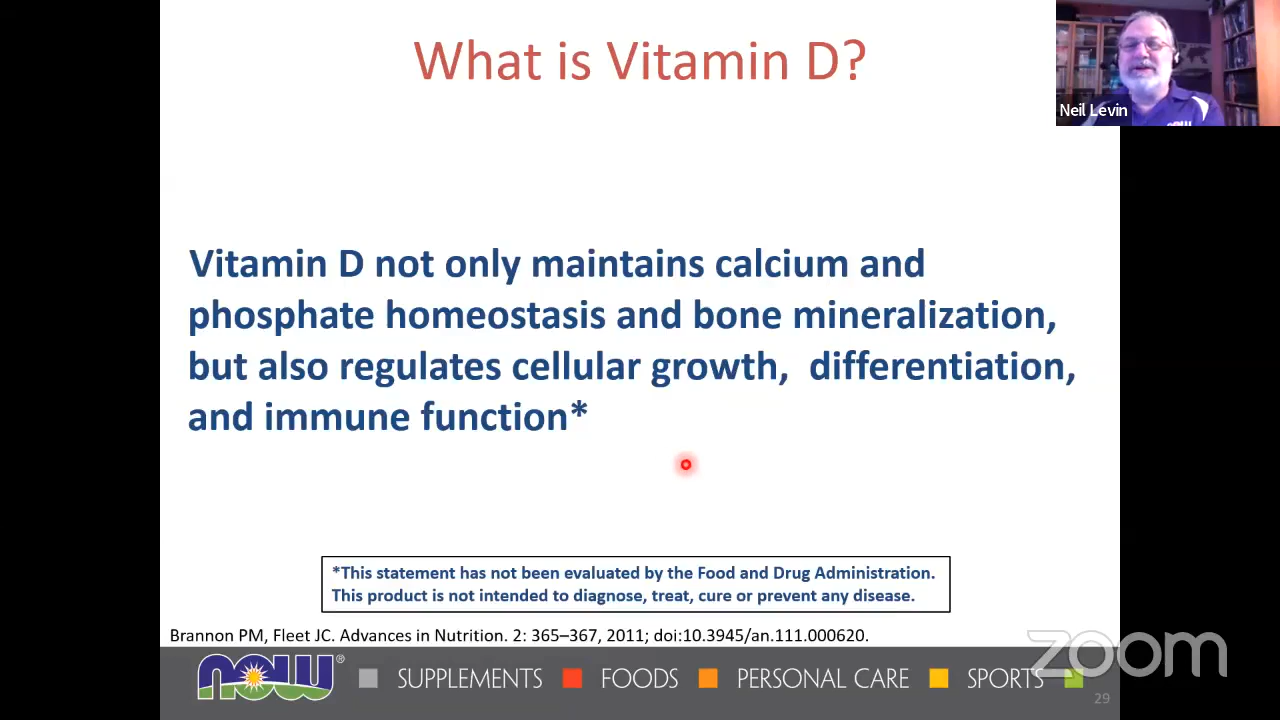 What is Vitamin D?
Neil Levin
NOW
Vitamin D not only maintains calcium and
phosphate homeostasis and bone mineralization,
but also regulates cellular growth,  differentiation,
and immune function*
*This statement has not been evaluated by the Food and Drug Administration.
This product is not intended to diagnose, treat, cure or prevent any disease.
Brannon PM, Fleet JC. Advances in Nutrition. 2: 365–367, 2011; doi:10.3945/an.111.000620.
NOW® SUPPLEMENTS FOODS PERSONAL CARE SPORTS
zoom
29